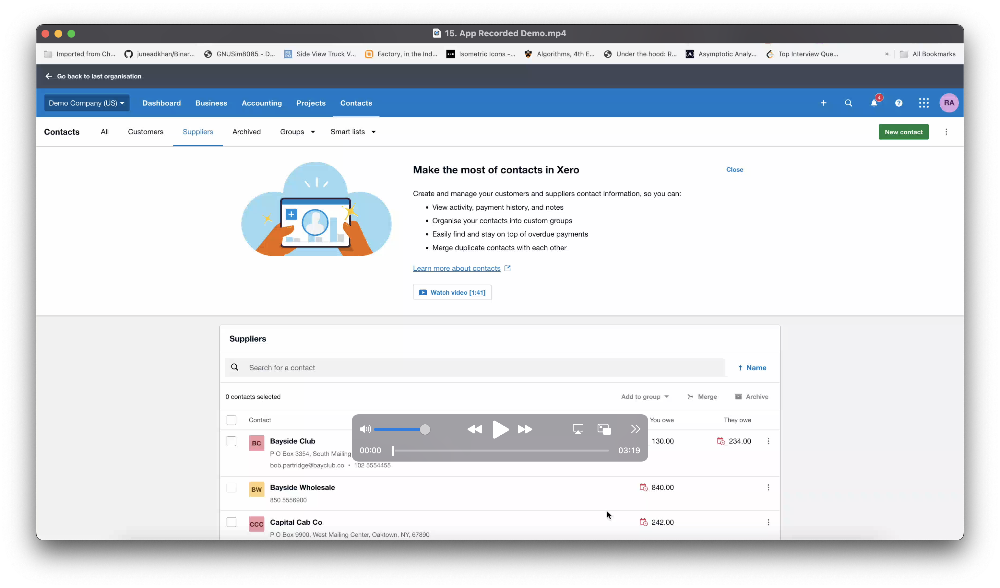 15. App Recorded Demo.mp4
Imported from Ch... juneadkhan/Binar... GNUSim8085 - D... REPO Side View Truck V... Factory, in the Ind... Isometric Icons -... Algorithms, 4th E... Under the hood: R... (A) Asymptotic Analy... Top Interview Que... » All Bookmarks
← Go back to last organisation
Demo Company (US) Dashboard Business Accounting Projects Contacts + 4 ? RA
Contacts All Customers Suppliers Archived Groups Smart lists New contact
Make the most of contacts in Xero Close
Create and manage your customers and suppliers contact information, so you can:
• View activity, payment history, and notes
• Organise your contacts into custom groups
• Easily find and stay on top of overdue payments
• Merge duplicate contacts with each other
Learn more about contacts
Watch video [1:41]
Suppliers
Search for a contact ↑ Name
0 contacts selected Add to group Merge Archive
Contact You owe They owe
BC Bayside Club 130.00 234.00
00:00 03:19
P O Box 3354, South Mailing
bob.partridge@bayclub.co • 102 5554455
BW Bayside Wholesale 840.00
850 5556900
CCC Capital Cab Co 242.00
P O Box 9900, West Mailing Center, Oaktown, NY, 67890